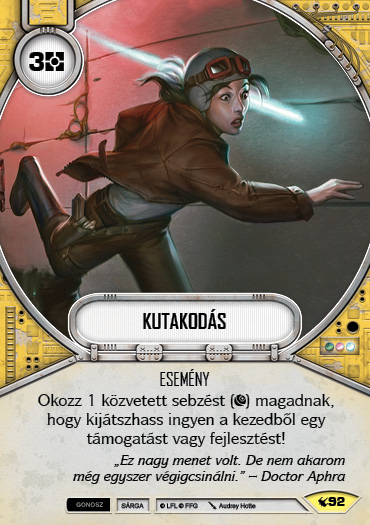 3
KUTAKODÁS
ESEMÉNY
Okozz 1 közvetett sebzést () magadnak,
hogy kijátszhass ingyen a kezedből egy
támogatást vagy fejlesztést!
„Ez nagy menet volt. De nem akarom
még egyszer végigcsinálni.” – Doctor Aphra
GONOSZ SÁRGA © LFL © FFG Audrey Hotte 92